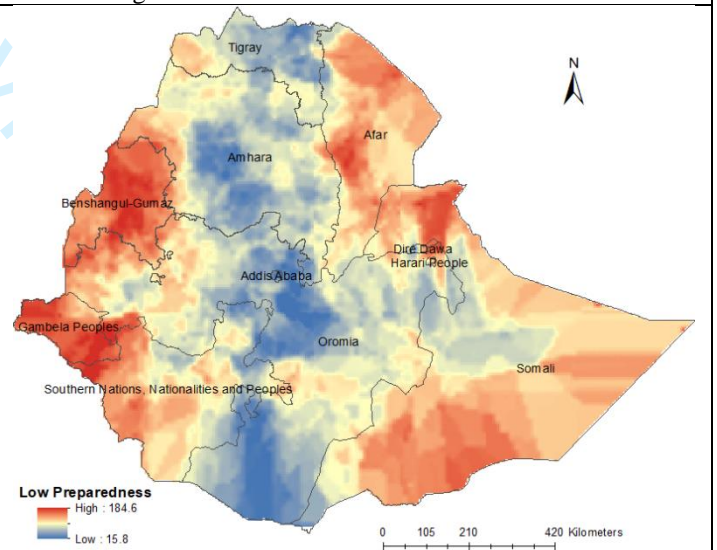 N
Tigray
Afar
Amhara
Benshangul-Gumaz
Dire Dawa
Harari People
Addis Ababa
Gambela Peoples
Oromia
Somali
Southern Nations, Nationalities and Peoples
Low Preparedness
High : 184.6
Low : 15.8
0 105 210 420 Kilometers